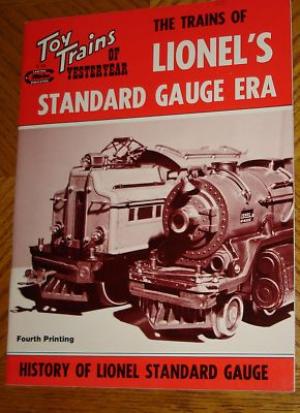 Toy
Trains
OF
YESTERYEAR
THE TRAINS OF
LIONEL'S
STANDARD GAUGE ERA
Fourth Printing
HISTORY OF LIONEL STANDARD GAUGE